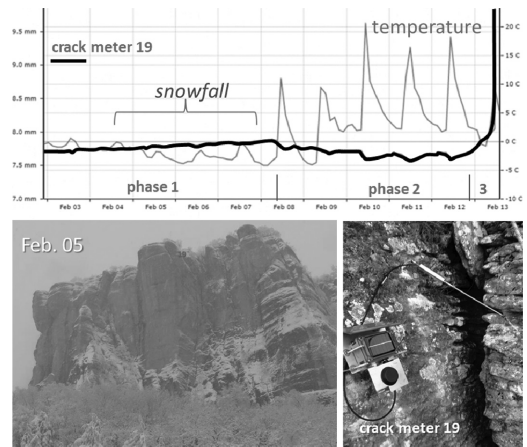 9.5 mm
9.0 mm
8.5 mm
8.0 mm
7.5 mm
7.0 mm
temperature
crack meter 19
snowfall
20 C
15 C
10 C
5 C
0 C
-5 C
-10 C
phase 1
phase 2
3
Feb 03
Feb 04
Feb 05
Feb 06
Feb 07
Feb 08
Feb 09
Feb 10
Feb 11
Feb 12
Feb 13
Feb. 05
crack meter 19